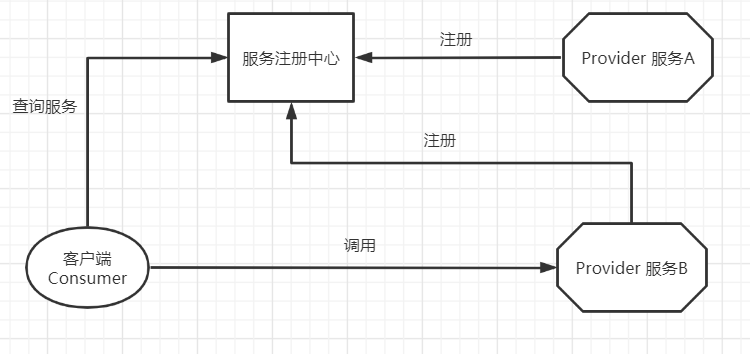 服务注册中心
注册
Provider 服务A
查询服务
注册
客户端
Consumer
调用
Provider 服务B